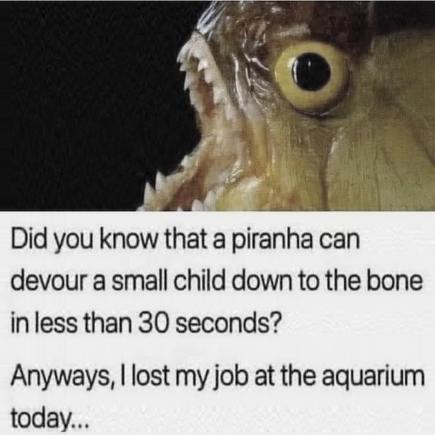 Did you know that a piranha can
devour a small child down to the bone
in less than 30 seconds?
Anyways, I lost my job at the aquarium
today...